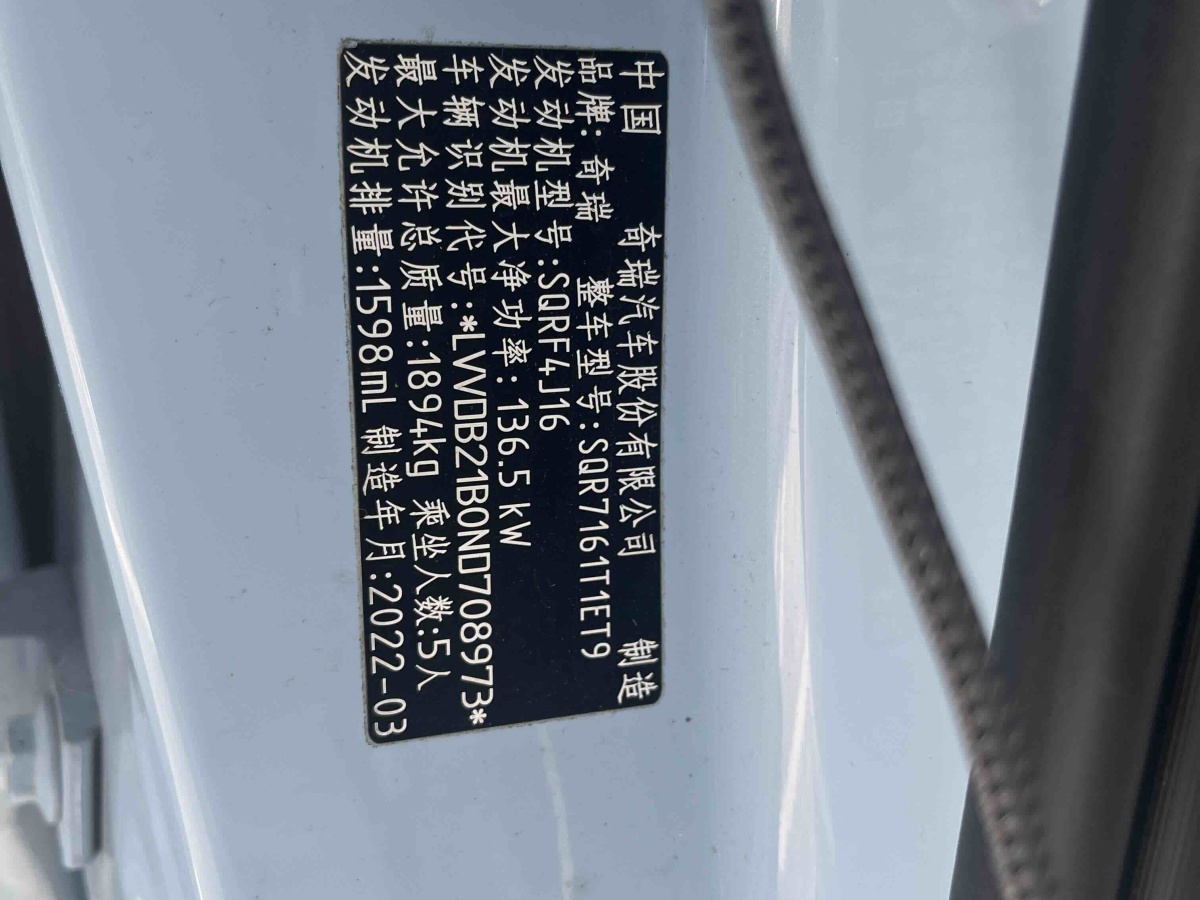 中国 奇瑞汽车股份有限公司 制造
品牌:奇瑞 整车型号:SQR7161T1ET9
发动机型号:SQRF4J16
发动机最大净功率:136.5 kW
车辆识别代号:*LVVDB21B0ND708973*
最大允许总质量:1894kg 乘坐人数:5人
发动机排量:1598mL 制造年月:2022-03